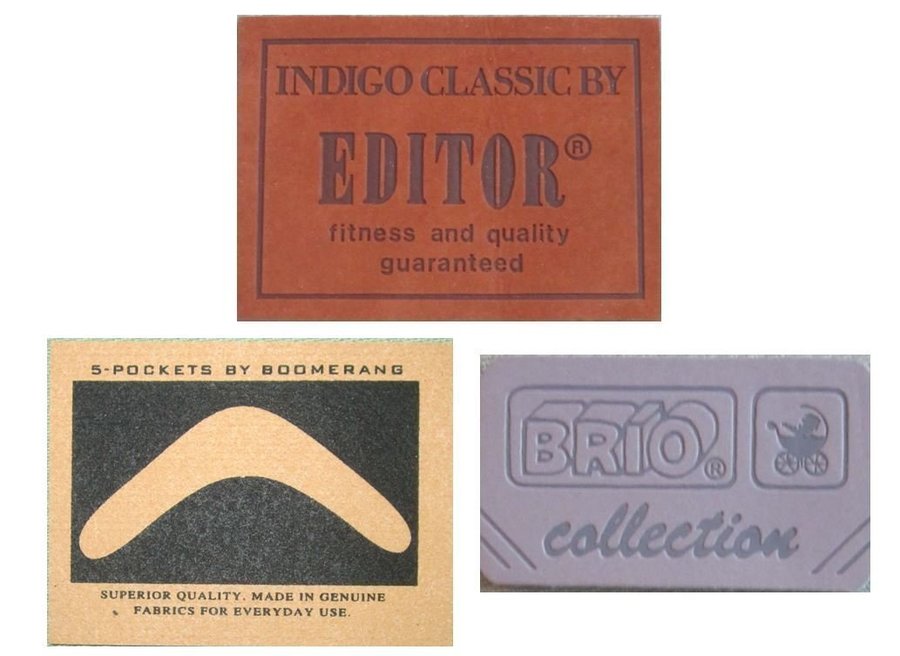 INDIGO CLASSIC BY
EDITOR®
fitness and quality
guaranteed
5-POCKETS BY BOOMERANG
SUPERIOR QUALITY. MADE IN GENUINE
FABRICS FOR EVERYDAY USE.
BRIO®
collection